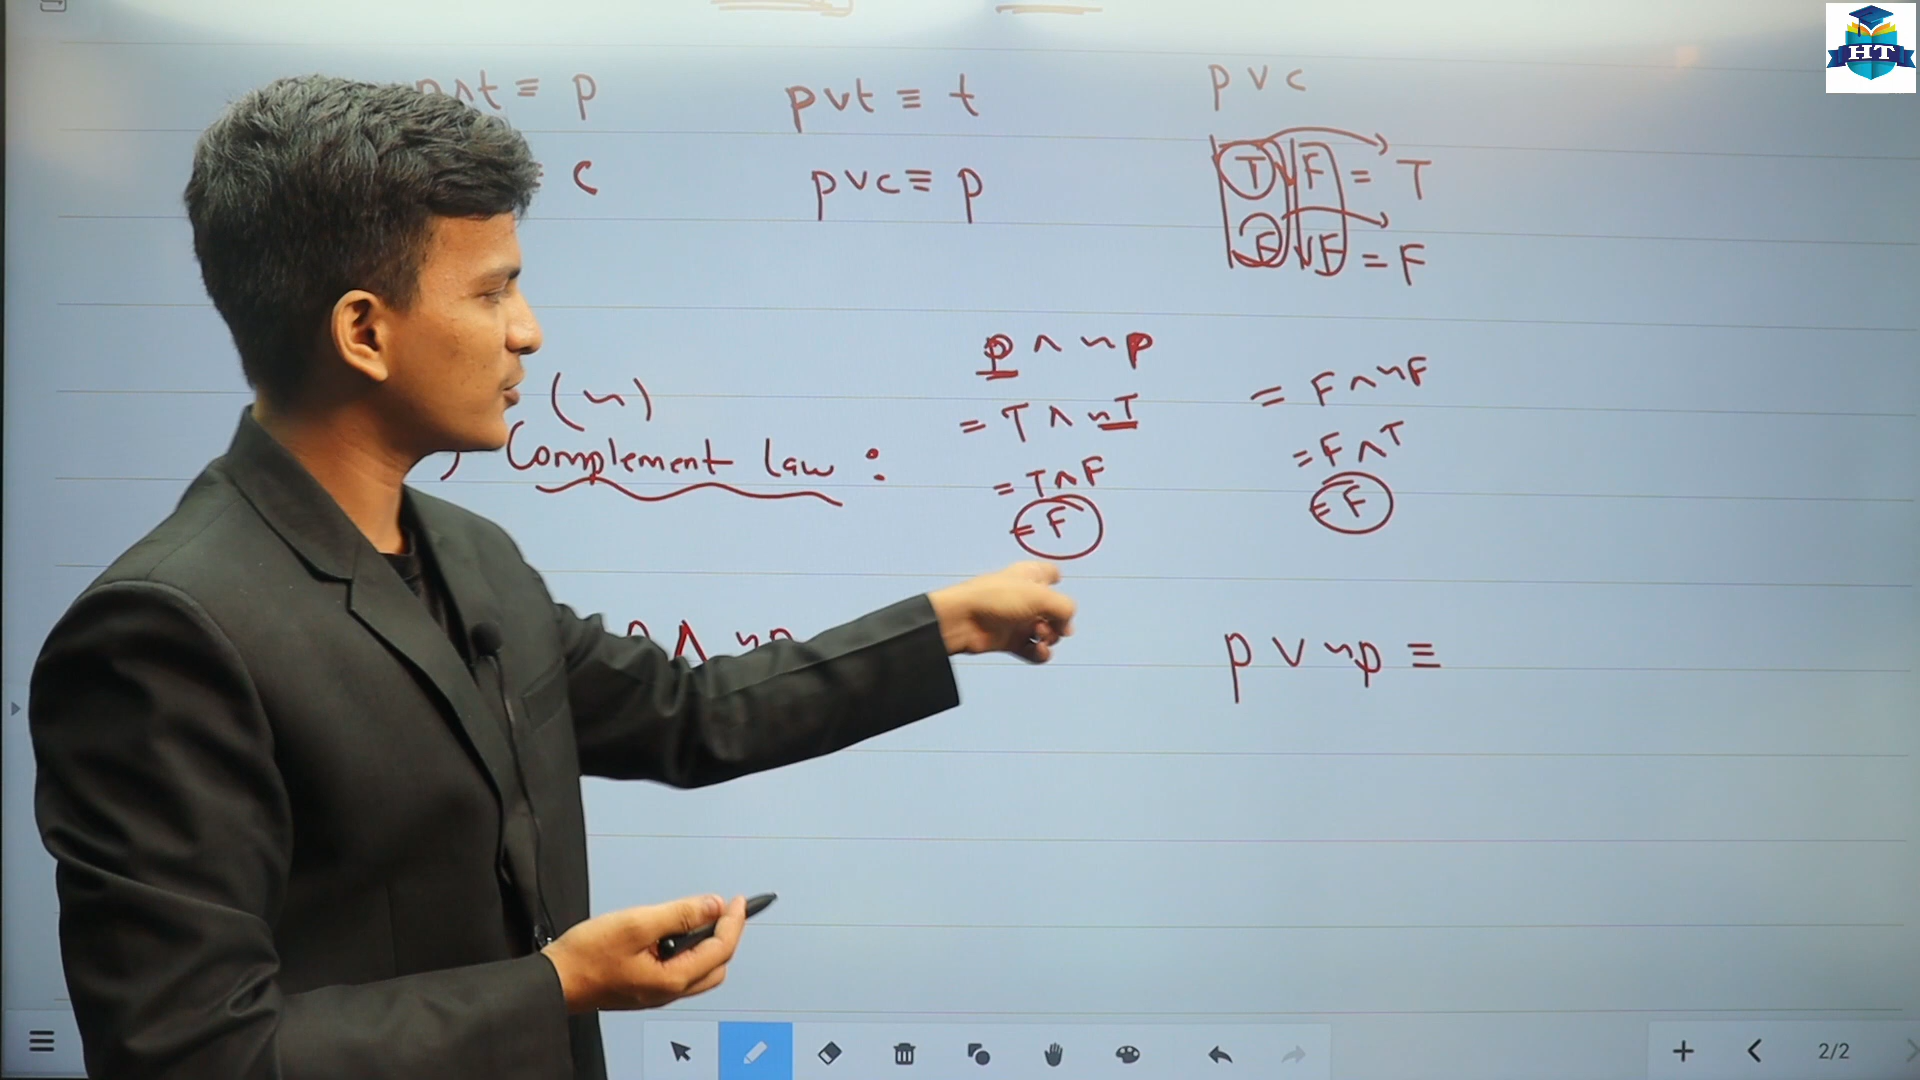 p ∧ t ≡ p
p ∨ t ≡ t
p ∨ c
HT
c
p ∨ c ≡ p
T ∨ F = T
F ∨ F = F
p ∧ ~p
(~)
= T ∧ ~T
= F ∧ ~F
Complement law :
= T ∧ F
= F ∧ T
= F
= F
p ∧ ~p
p ∨ ~p ≡
2/2